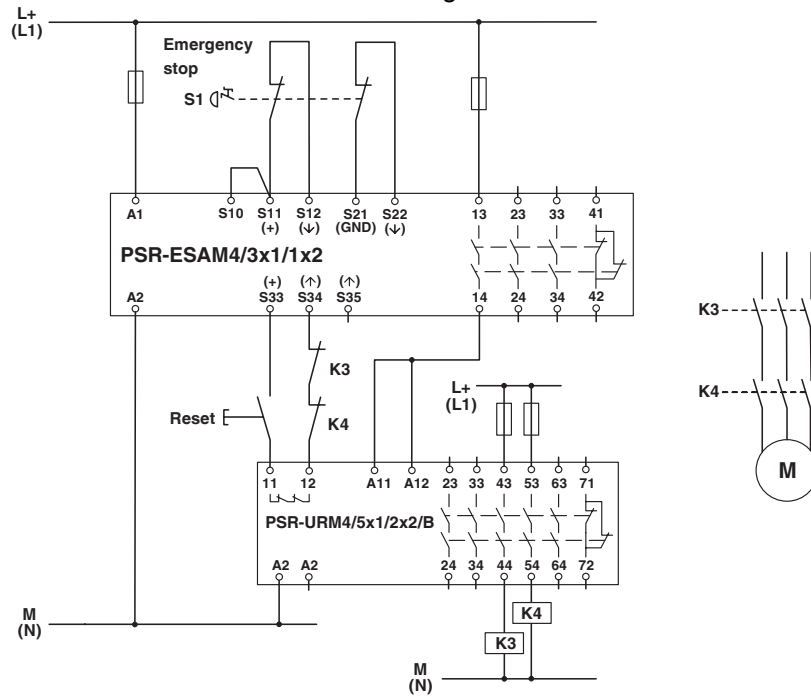 L+
(L1)
Emergency
stop
S1
A1 S10 S11 S12 S21 S22 13 23 33 41
(+) (↓) (GND) (↓)
PSR-ESAM4/3x1/1x2
(+) (↑) (↑)
A2 S33 S34 S35 14 24 34 42
K3
K3
L+
(L1)
K4
Reset
K4
M
11 12 A11 A12 23 33 43 53 63 71
PSR-URM4/5x1/2x2/B
A2 A2 24 34 44 54 64 72
M
(N)
K4
K3
M
(N)